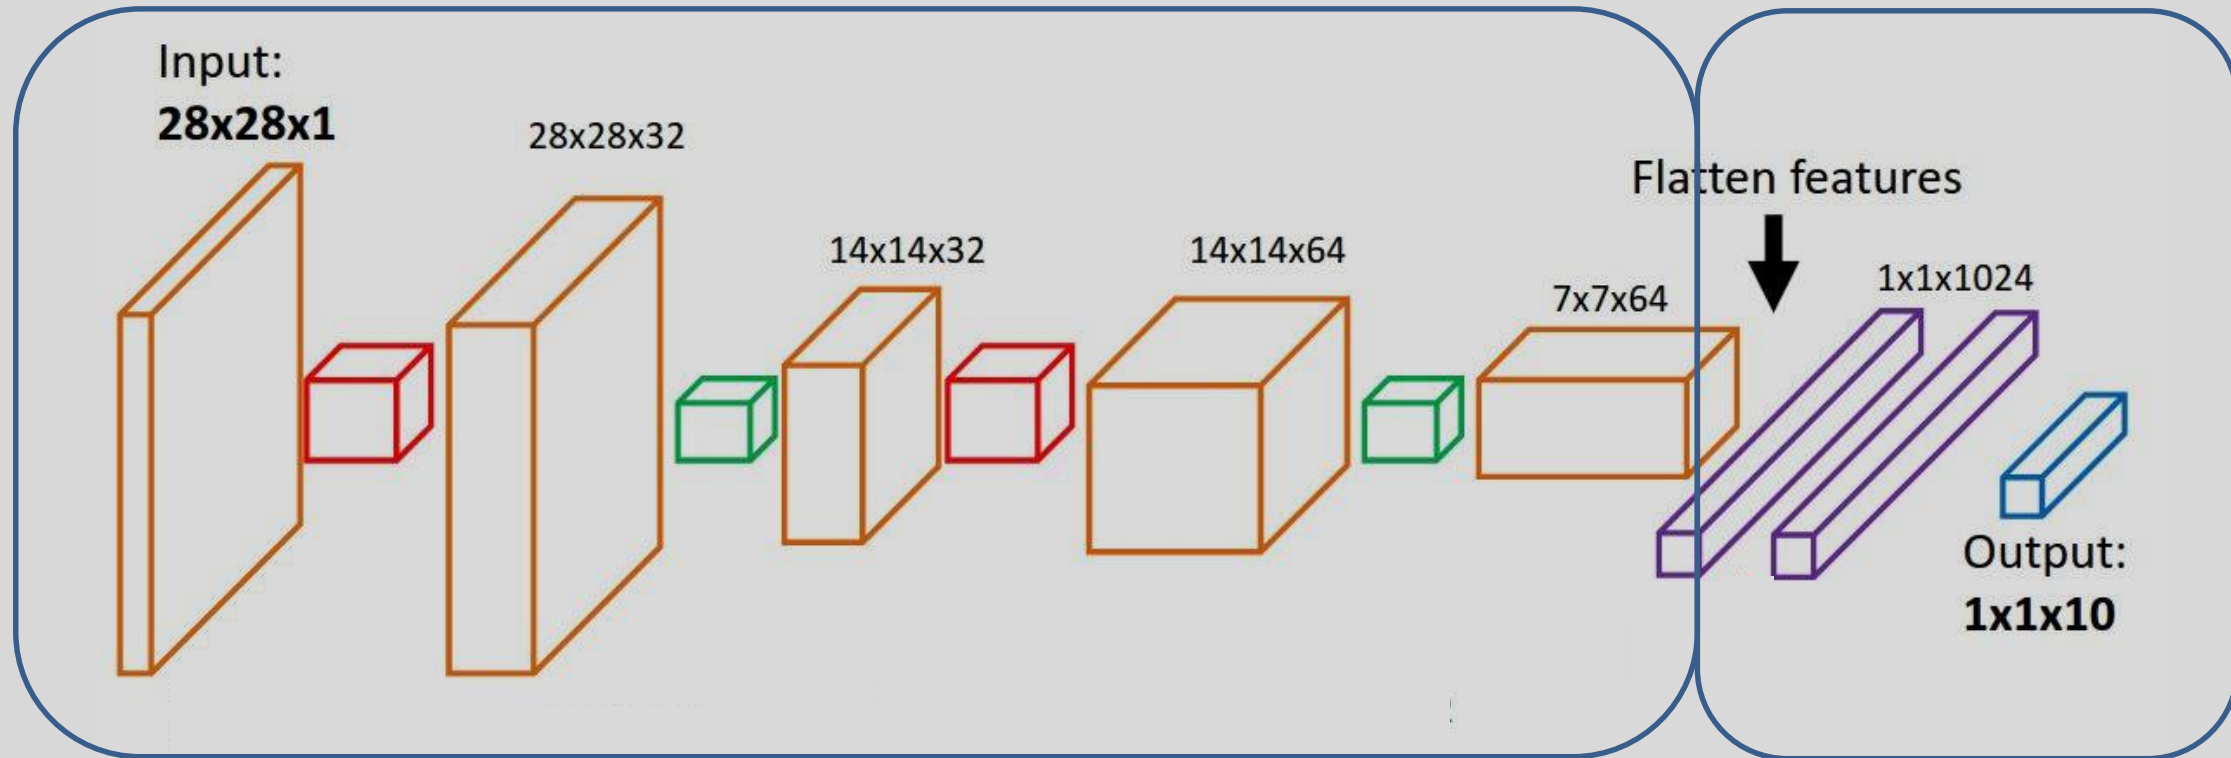 Input:
28x28x1
28x28x32
14x14x32
14x14x64
7x7x64
Flatten features
1x1x1024
Output:
1x1x10